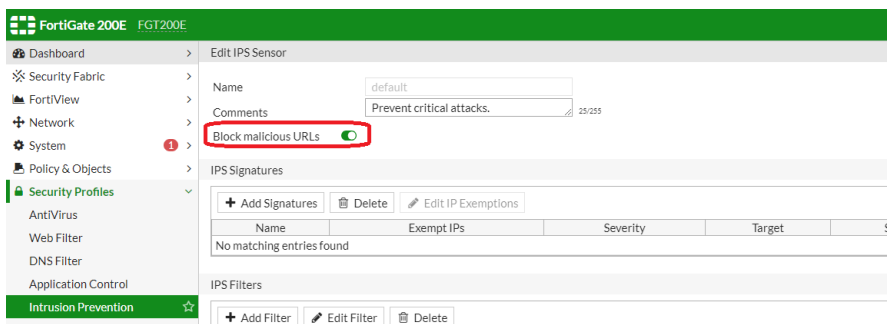 FortiGate 200E FGT200E
Dashboard
Security Fabric
FortiView
Network
System 1
Policy & Objects
Security Profiles
AntiVirus
Web Filter
DNS Filter
Application Control
Intrusion Prevention
Edit IPS Sensor
Name default
Comments Prevent critical attacks. 25/255
Block malicious URLs
IPS Signatures
+ Add Signatures Delete Edit IP Exemptions
Name Exempt IPs Severity Target
No matching entries found
IPS Filters
+ Add Filter Edit Filter Delete